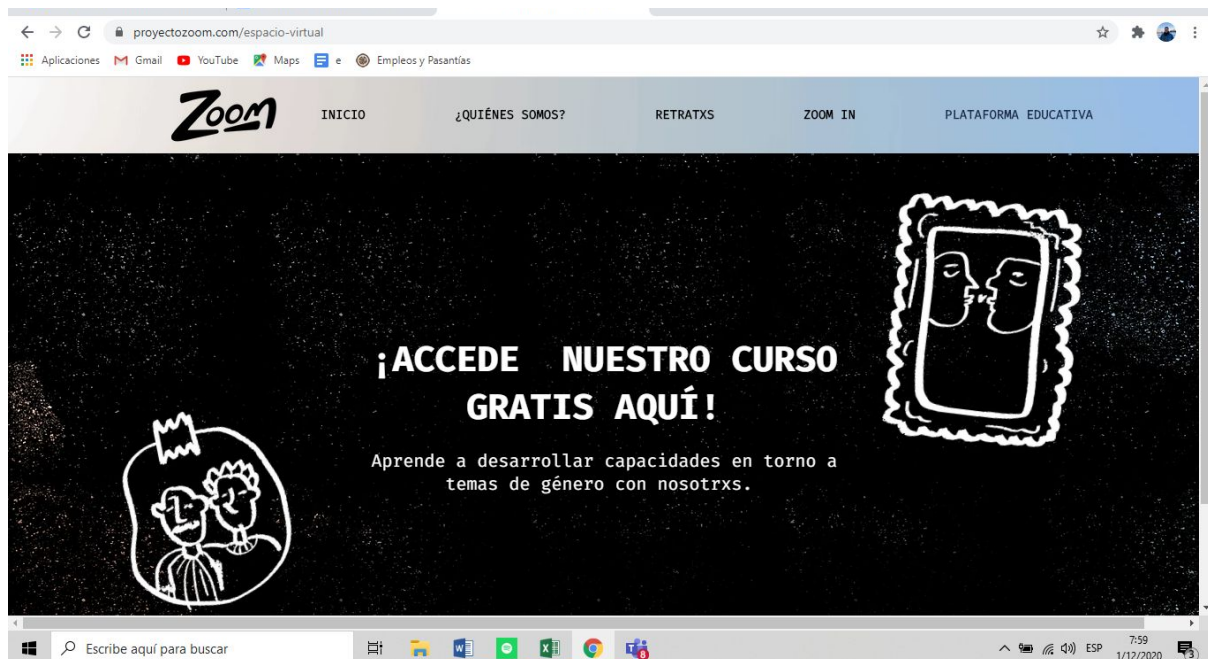 proyectozoom.com/espacio-virtual
Aplicaciones Gmail YouTube Maps e Empleos y Pasantías
Zoom INICIO ¿QUIÉNES SOMOS? RETRATXS ZOOM IN PLATAFORMA EDUCATIVA
¡ACCEDE NUESTRO CURSO
GRATIS AQUÍ!
Aprende a desarrollar capacidades en torno a
temas de género con nosotrxs.
Escribe aquí para buscar
8
ESP
7:59
1/12/2020
3